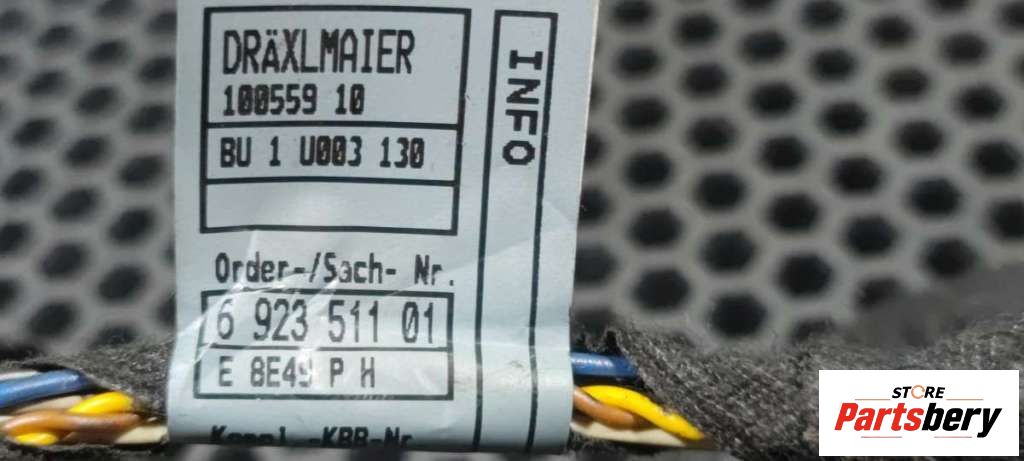 DRÄXLMAIER
100559 10
BU 1 U003 130
INFO
Order-/Sach- Nr.
6 923 511 01
E 8E49 P H
STORE
Partsbery